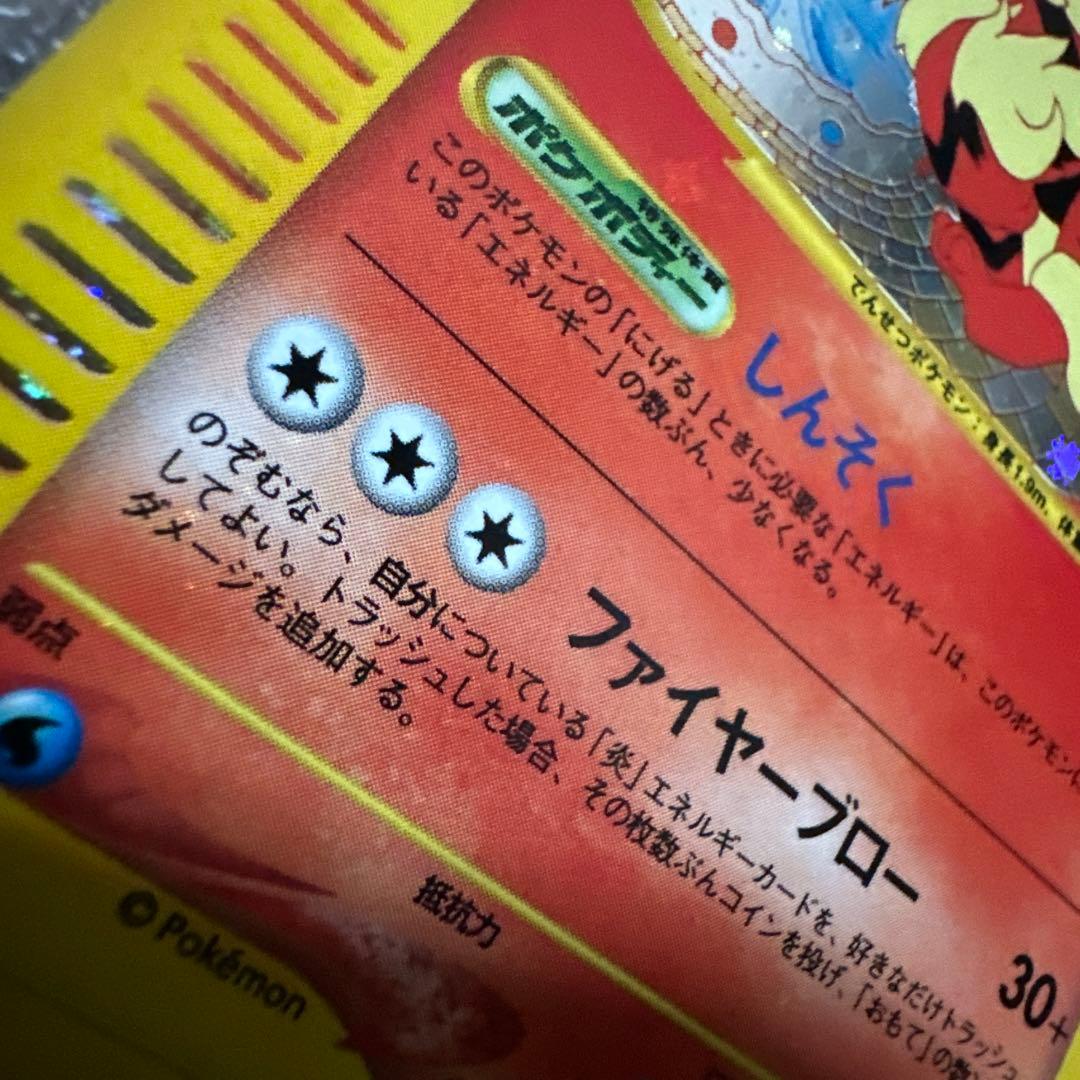 でんせつポケモン：身長1.9m、体
ポケボディー
特殊体質
しんそく
このポケモンの「にげる」ときに必要な「エネルギー」は、このポケモンに
いる「エネルギー」の数ぶん、少なくなる。
ファイヤーブロー
30+
のぞむなら、自分についている「炎」エネルギーカードを、好きなだけトラッシュ
してよい。トラッシュした場合、その枚数ぶんコインを投げ、「おもて」の数
ダメージを追加する。
弱点
抵抗力
© Pokémon